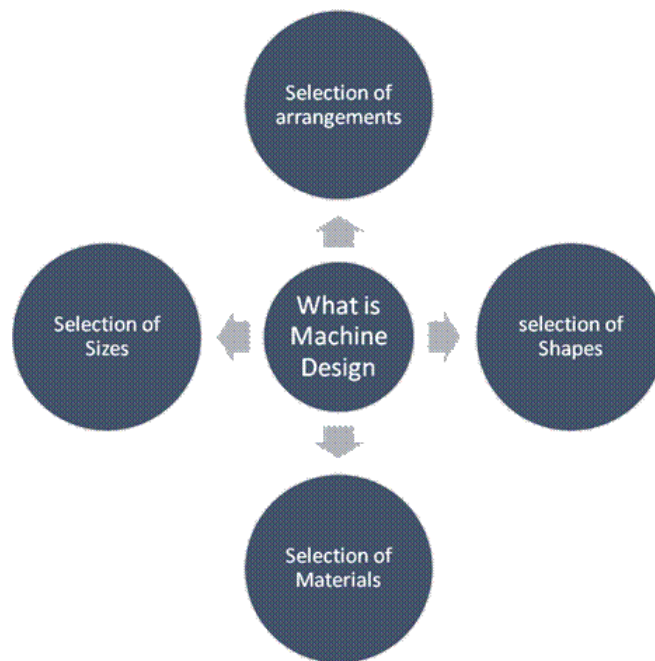 Selection of
arrangements
Selection of
Sizes
What is
Machine
Design
selection of
Shapes
Selection of
Materials